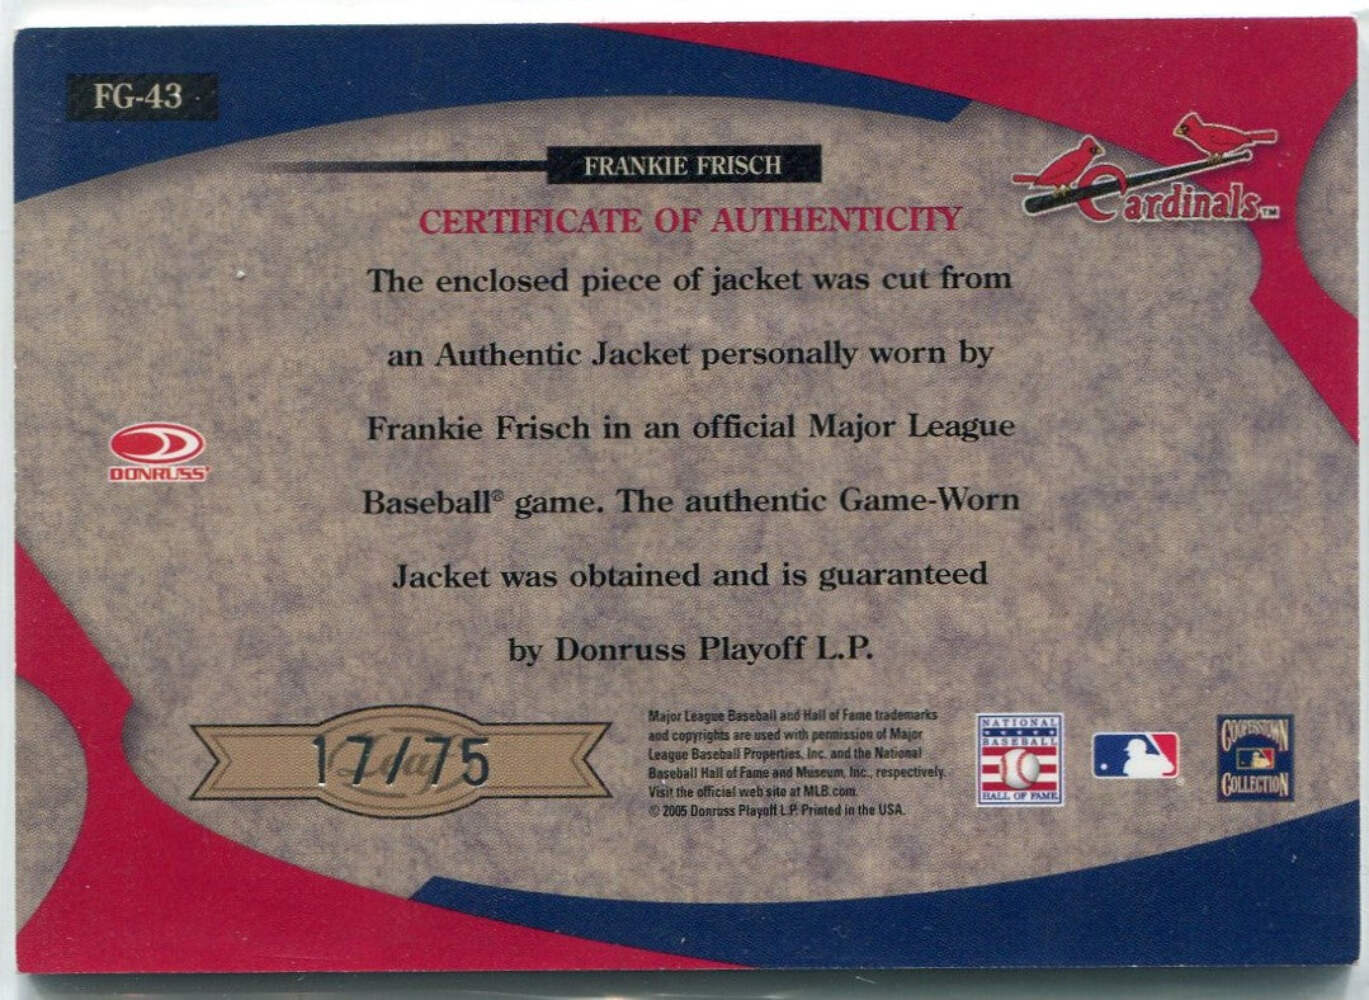 FG-43
FRANKIE FRISCH
Cardinals™
CERTIFICATE OF AUTHENTICITY
The enclosed piece of jacket was cut from
an Authentic Jacket personally worn by
Frankie Frisch in an official Major League
Baseball® game. The authentic Game-Worn
Jacket was obtained and is guaranteed
by Donruss Playoff L.P.
DONRUSS®
17/75
Major League Baseball and Hall of Fame trademarks
and copyrights are used with permission of Major
League Baseball Properties, Inc. and the National
Baseball Hall of Fame and Museum, Inc., respectively.
Visit the official web site at MLB.com.
© 2005 Donruss Playoff L.P. Printed in the USA.
NATIONAL
BASEBALL
HALL OF FAME
COOPERSTOWN
COLLECTION